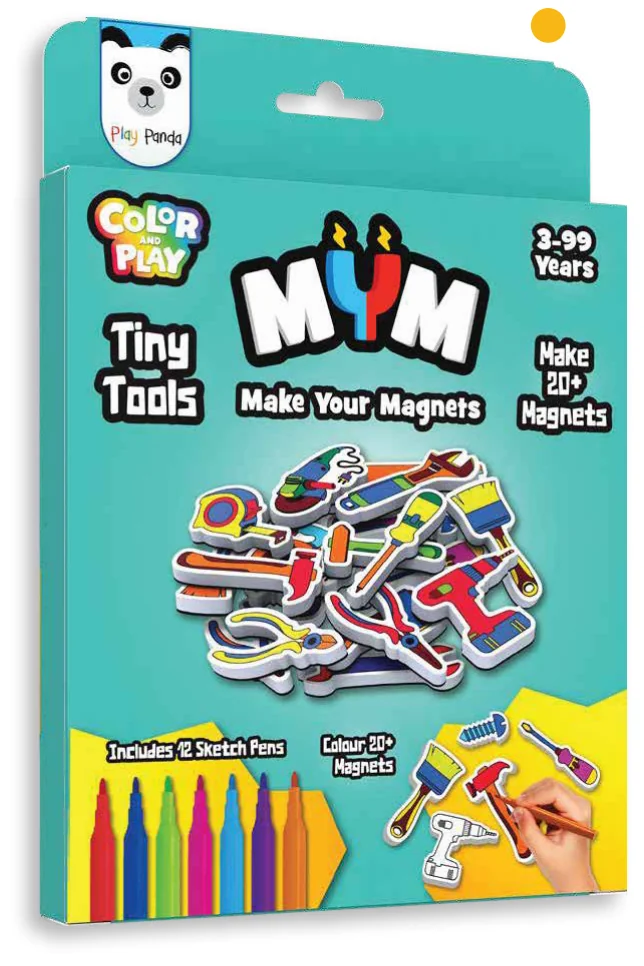 Play Panda
COLOR
AND
PLAY
MYM
3-99
Years
Tiny
Tools
Make Your Magnets
Make
20+
Magnets
Includes 12 Sketch Pens
Colour 20+
Magnets